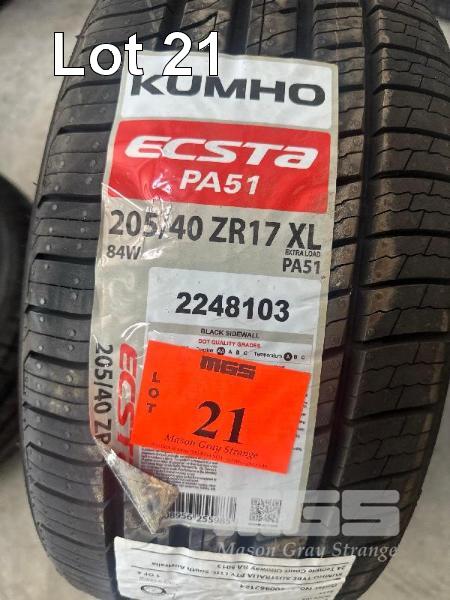 Lot 21
KUMHO
ECSTa
PA51
205/40 ZR17 XL
EXTRA LOAD
84W
PA51
2248103
BLACK SIDEWALL
DOT QUALITY GRADES
A B C Temperature A B C
205/40 ZR
ECSTa
LOT
MGS
21
Mason Gray Strange
MGS
Mason Gray Strange